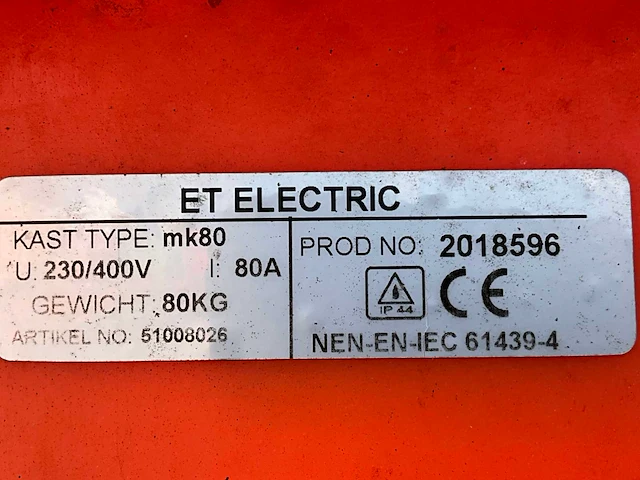 ET ELECTRIC
KAST TYPE: mk80
U: 230/400V I: 80A
GEWICHT: 80KG
ARTIKEL NO: 51008026
PROD NO: 2018596
IP 44
CE
NEN-EN-IEC 61439-4